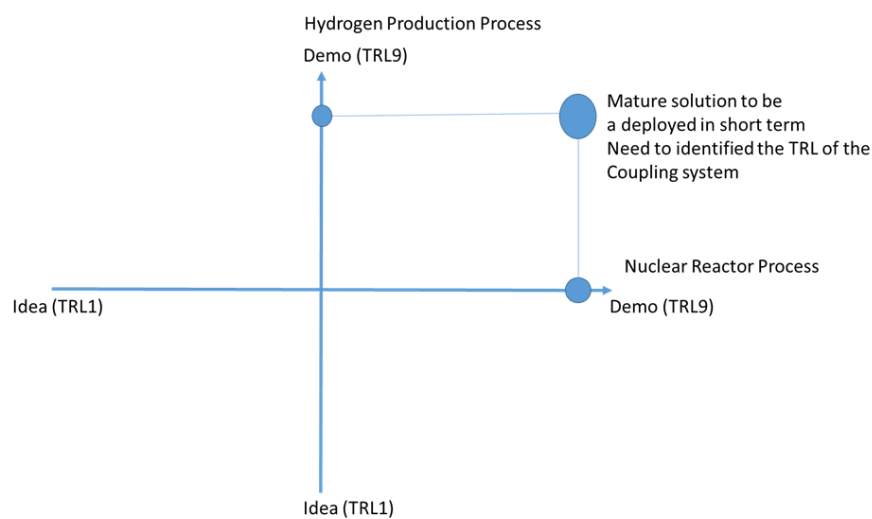 Hydrogen Production Process
Demo (TRL9)
Mature solution to be
a deployed in short term
Need to identified the TRL of the
Coupling system
Nuclear Reactor Process
Idea (TRL1)
Demo (TRL9)
Idea (TRL1)